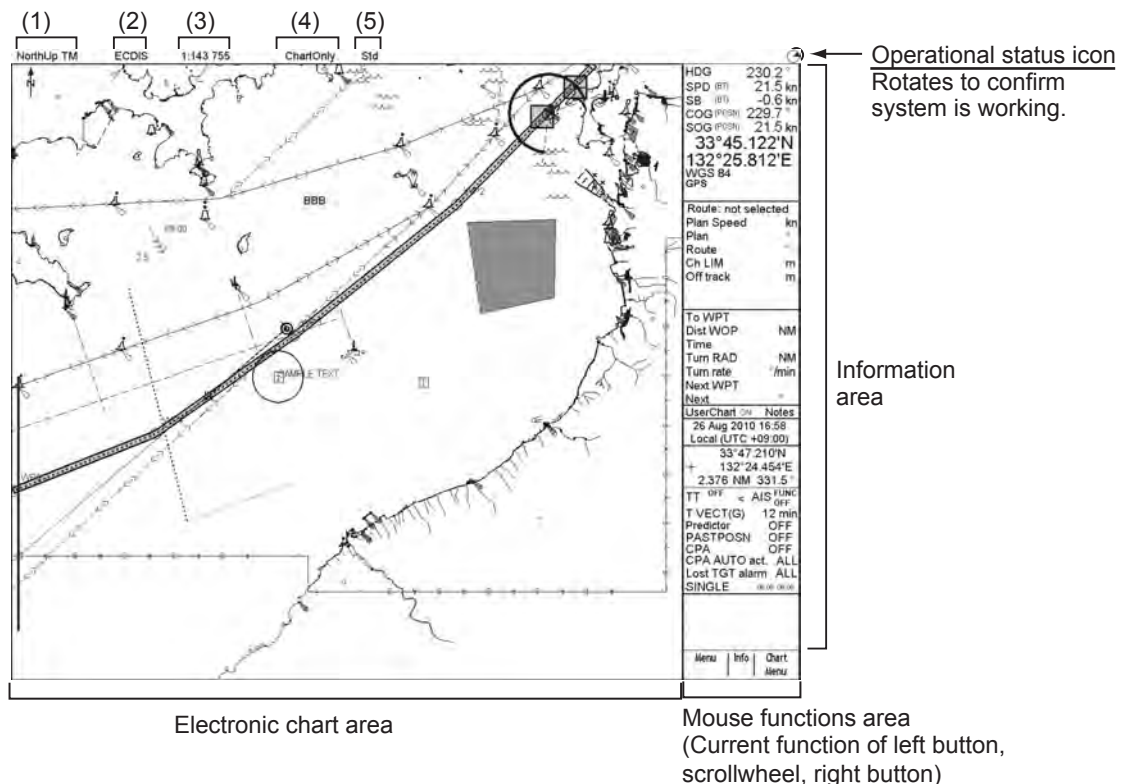 (1) (2) (3) (4) (5)
NorthUp TM ECDIS 1:143 755 ChartOnly Std
Operational status icon
Rotates to confirm
system is working.
HDG 230.2°
SPD (BT) 21.5 kn
SB (BT) -0.6 kn
COG (POSN) 229.7°
SOG (POSN) 21.5 kn
33°45.122'N
132°25.812'E
WGS 84
GPS
Route: not selected
Plan Speed kn
Plan °
Route °
Ch LIM m
Off track m
To WPT
Dist WOP NM
Time
Turn RAD NM
Turn rate °/min
Next WPT
Next °
UserChart ON Notes
26 Aug 2010 16:58
Local (UTC +09:00)
33°47.210'N
+ 132°24.454'E
2.376 NM 331.5°
TT OFF < AIS FUNC OFF
T VECT(G) 12 min
Predictor OFF
PASTPOSN OFF
CPA OFF
CPA AUTO act. ALL
Lost TGT alarm ALL
SINGLE
Menu Info Chart
Menu
Information
area
N
BBB
09:00
2.5
2
SAMPLE TEXT
Electronic chart area
Mouse functions area
(Current function of left button,
scrollwheel, right button)